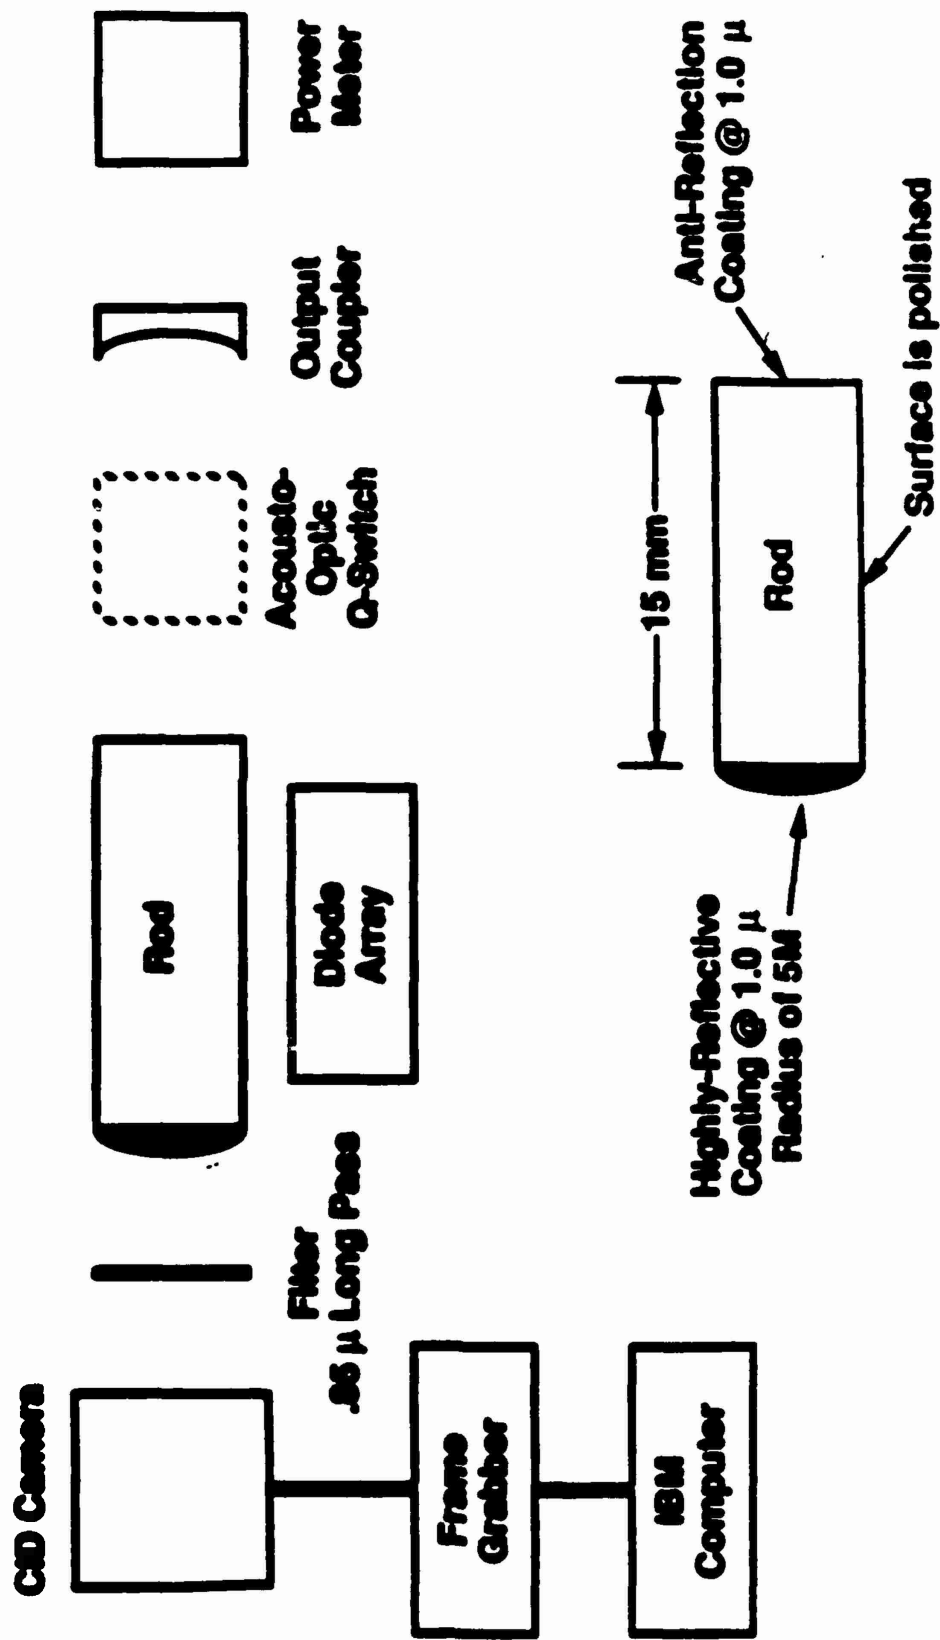 CID Camera
Filter
.85 μ Long Pass
Frame
Grabber
IBM
Computer
Rod
Diode
Array
Acousto-
Optic
Q-Switch
Output
Coupler
Power
Meter
Highly-Reflective
Coating @ 1.0 μ
Radius of 5M
15 mm
Rod
Anti-Reflection
Coating @ 1.0 μ
Surface is polished